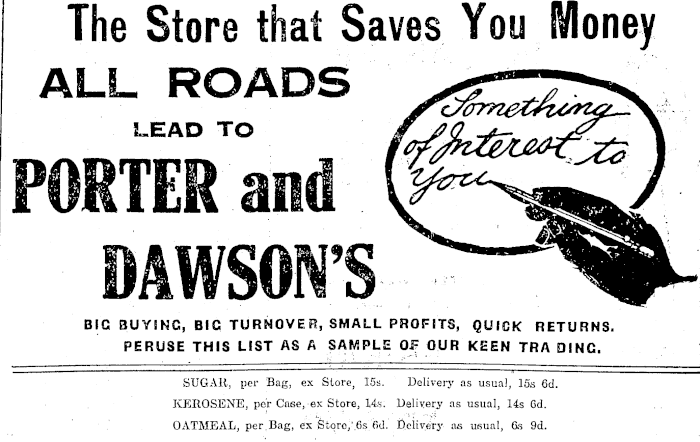 The Store that Saves You Money
ALL ROADS
LEAD TO
PORTER and
DAWSON'S
Something
of Interest to
You
BIG BUYING, BIG TURNOVER, SMALL PROFITS, QUICK RETURNS.
PERUSE THIS LIST AS A SAMPLE OF OUR KEEN TRADING.
SUGAR, per Bag, ex Store, 15s. Delivery as usual, 15s 6d.
KEROSENE, per Case, ex Store, 14s. Delivery as usual, 14s 6d.
OATMEAL, per Bag, ex Store, 6s 6d. Delivery as usual, 6s 9d.